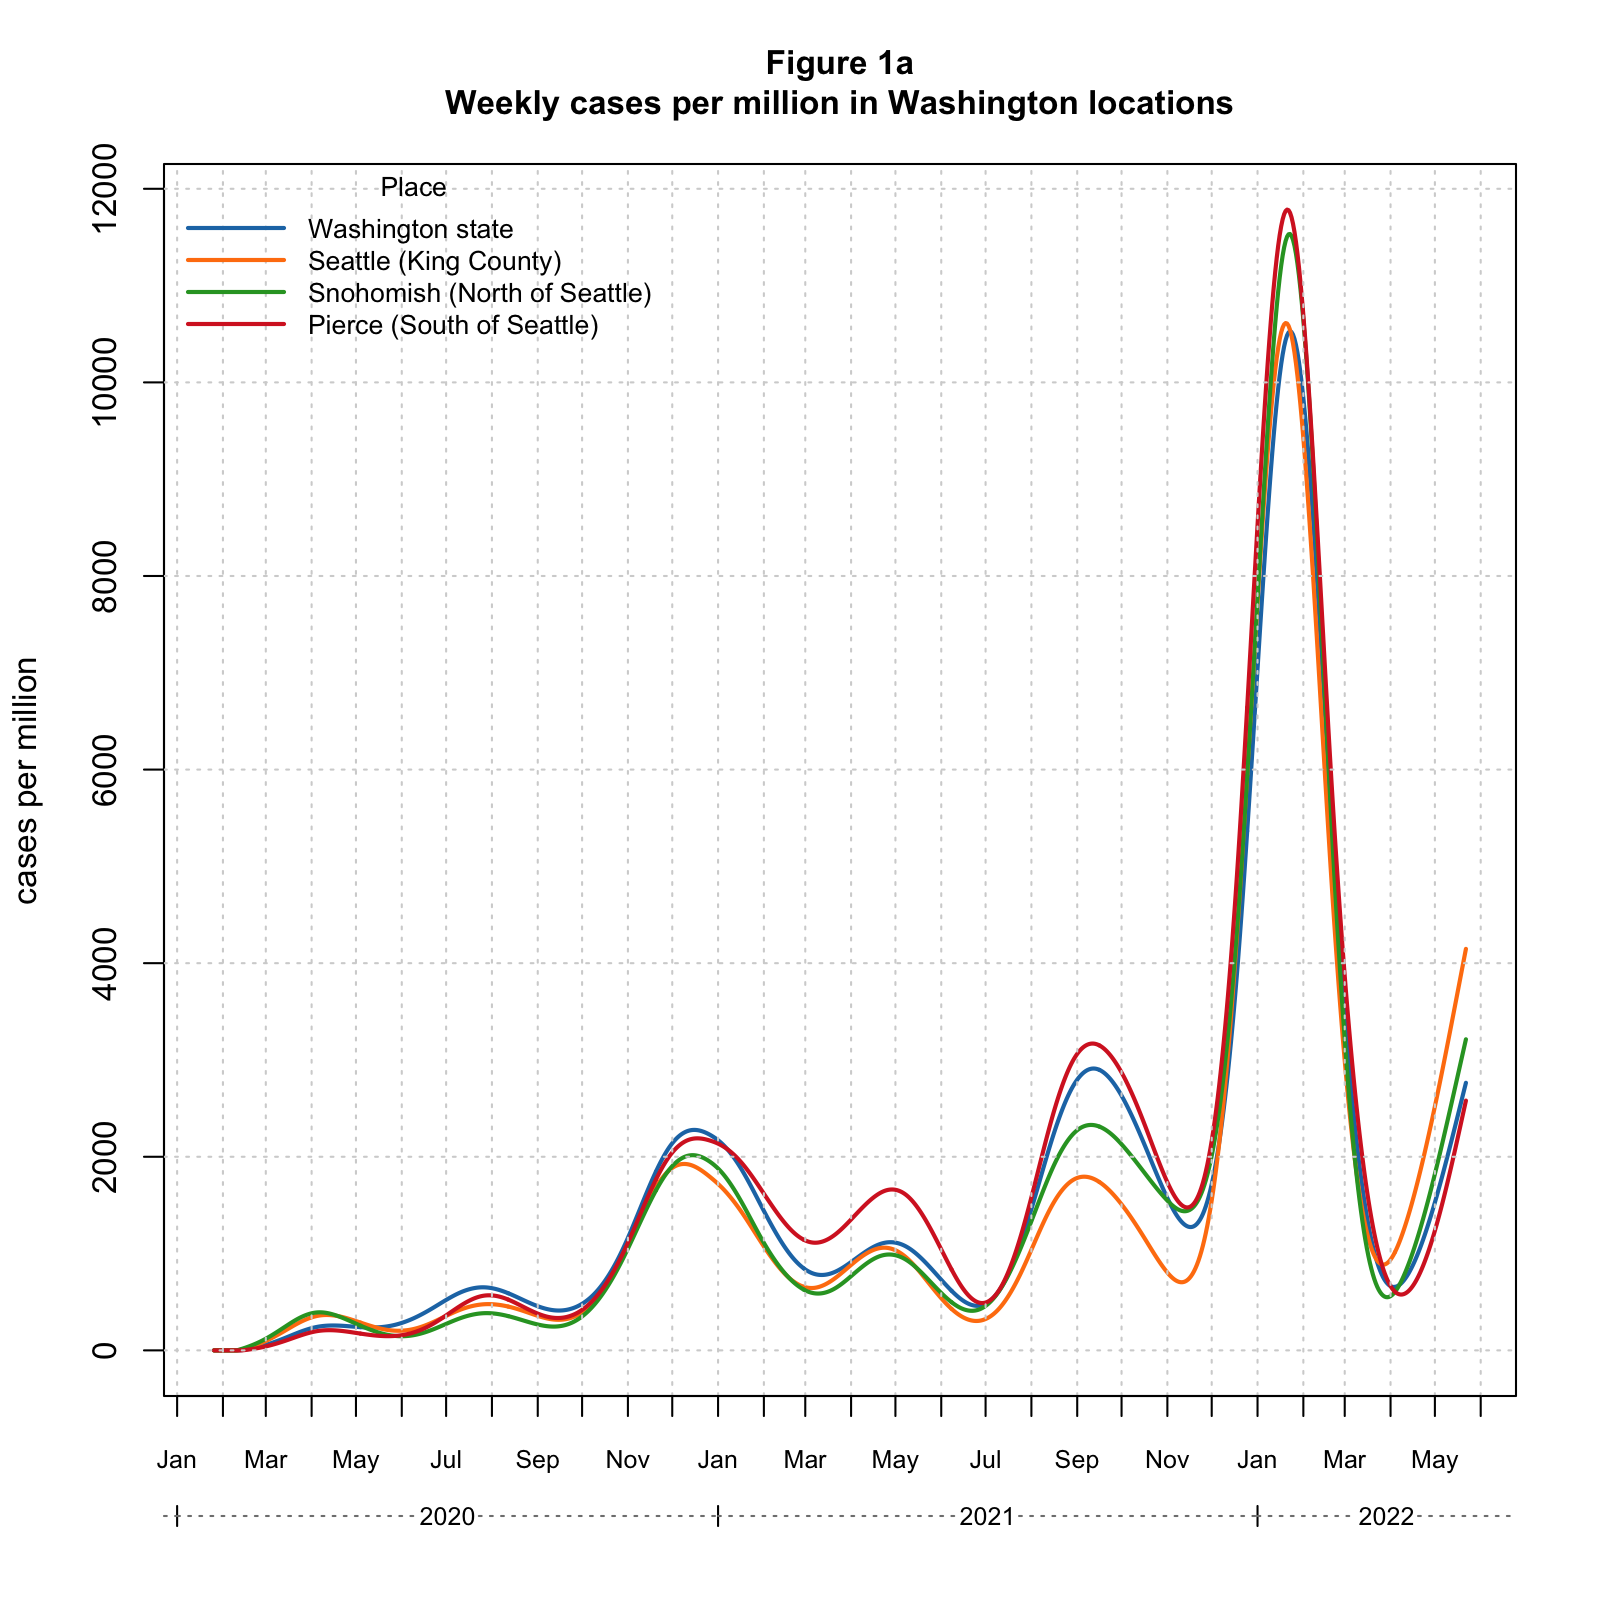 Figure 1a
Weekly cases per million in Washington locations
cases per million
12000
10000
8000
6000
4000
2000
0
Place
Washington state
Seattle (King County)
Snohomish (North of Seattle)
Pierce (South of Seattle)
Jan Mar May Jul Sep Nov Jan Mar May Jul Sep Nov Jan Mar May
2020 2021 2022